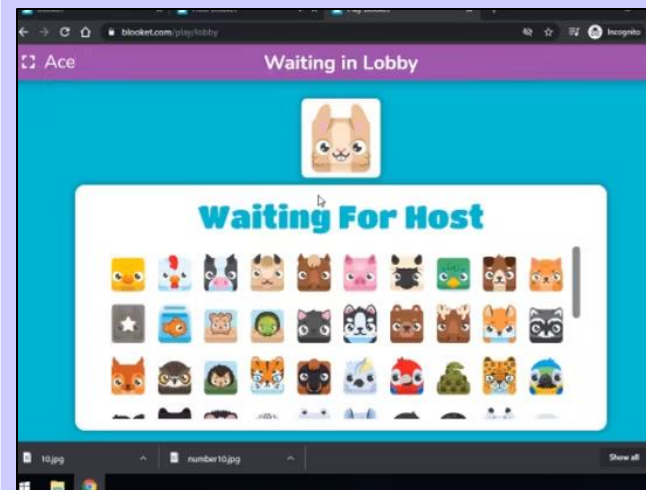 blooket.com/play/lobby
Incognito
Ace
Waiting in Lobby
Waiting For Host
10.jpg
number10.jpg
Show all